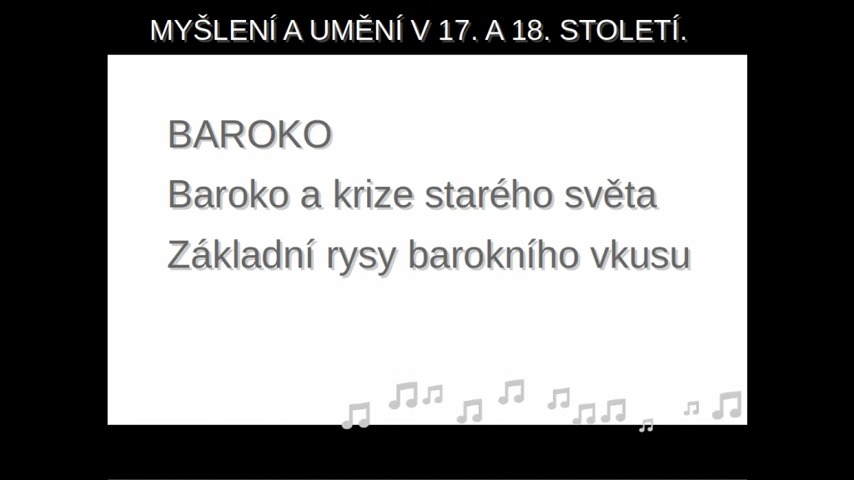 MYŠLENÍ A UMĚNÍ V 17. A 18. STOLETÍ.
BAROKO
Baroko a krize starého světa
Základní rysy barokního vkusu